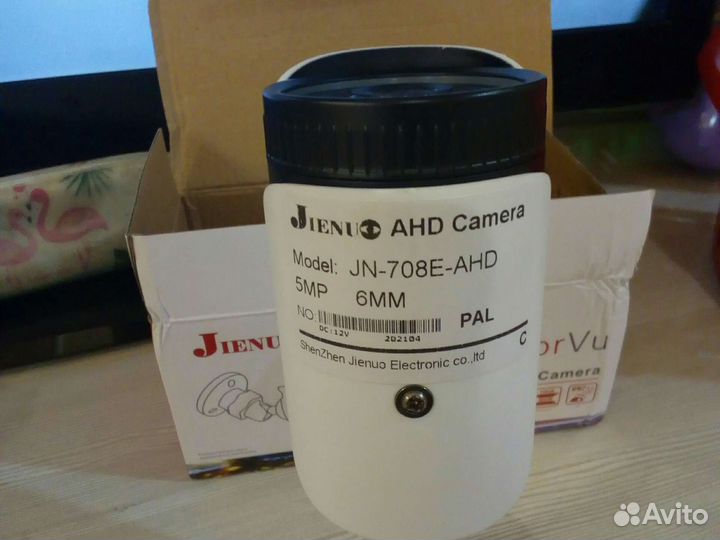 JIENUO AHD Camera
Model: JN-708E-AHD
5MP 6MM
NO:
DC:12V 202104 PAL
ShenZhen Jienuo Electronic co.,ltd
C
JIENU
orVu
Camera
Avito